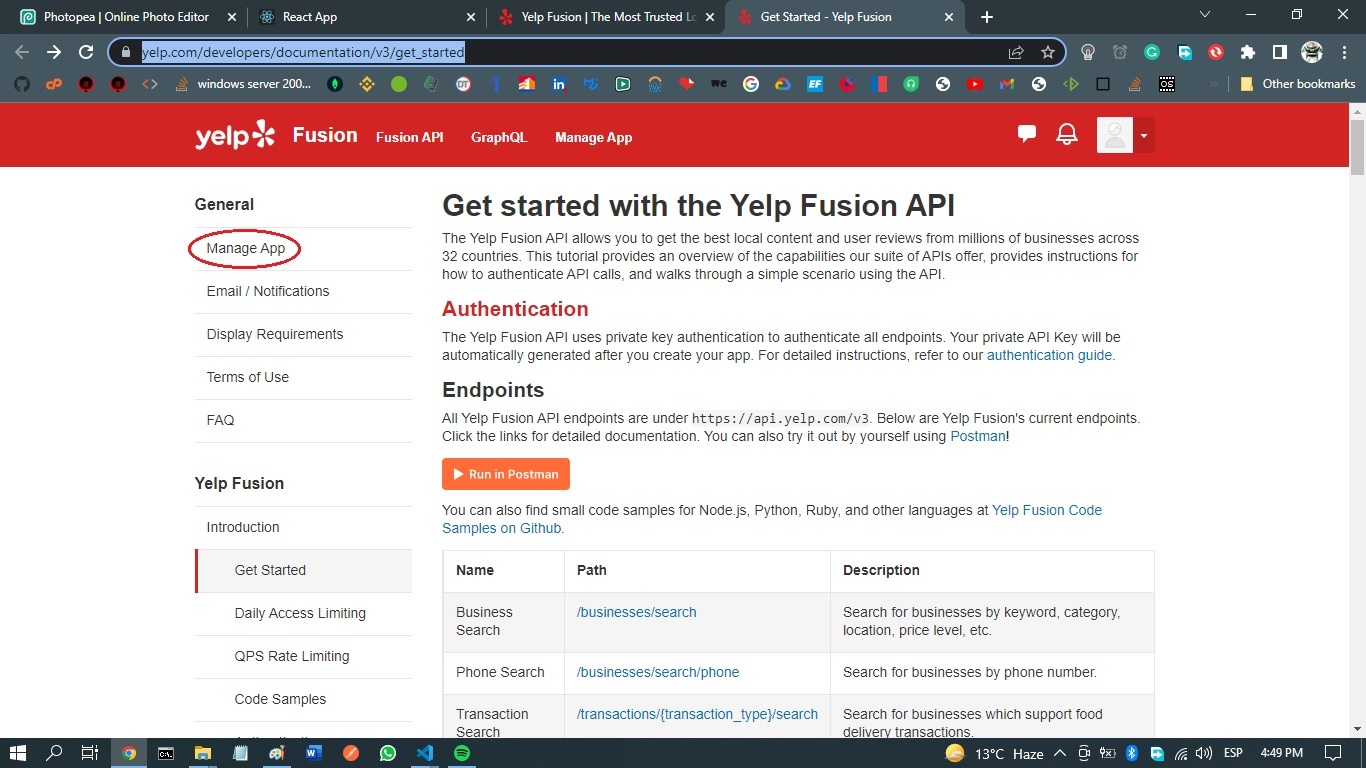 Photopea | Online Photo Editor
React App
Yelp Fusion | The Most Trusted Lo
Get Started - Yelp Fusion
yelp.com/developers/documentation/v3/get_started
windows server 200...
Other bookmarks
yelp Fusion Fusion API GraphQL Manage App
General
Manage App
Email / Notifications
Display Requirements
Terms of Use
FAQ
Yelp Fusion
Introduction
Get Started
Daily Access Limiting
QPS Rate Limiting
Code Samples
Get started with the Yelp Fusion API
The Yelp Fusion API allows you to get the best local content and user reviews from millions of businesses across
32 countries. This tutorial provides an overview of the capabilities our suite of APIs offer, provides instructions for
how to authenticate API calls, and walks through a simple scenario using the API.
Authentication
The Yelp Fusion API uses private key authentication to authenticate all endpoints. Your private API Key will be
automatically generated after you create your app. For detailed instructions, refer to our authentication guide.
Endpoints
All Yelp Fusion API endpoints are under https://api.yelp.com/v3. Below are Yelp Fusion's current endpoints.
Click the links for detailed documentation. You can also try it out by yourself using Postman!
Run in Postman
You can also find small code samples for Node.js, Python, Ruby, and other languages at Yelp Fusion Code
Samples on Github.
Name Path Description
Business Search /businesses/search Search for businesses by keyword, category,
location, price level, etc.
Phone Search /businesses/search/phone Search for businesses by phone number.
Transaction Search /transactions/{transaction_type}/search Search for businesses which support food
delivery transactions.
13°C Haze ESP 4:49 PM